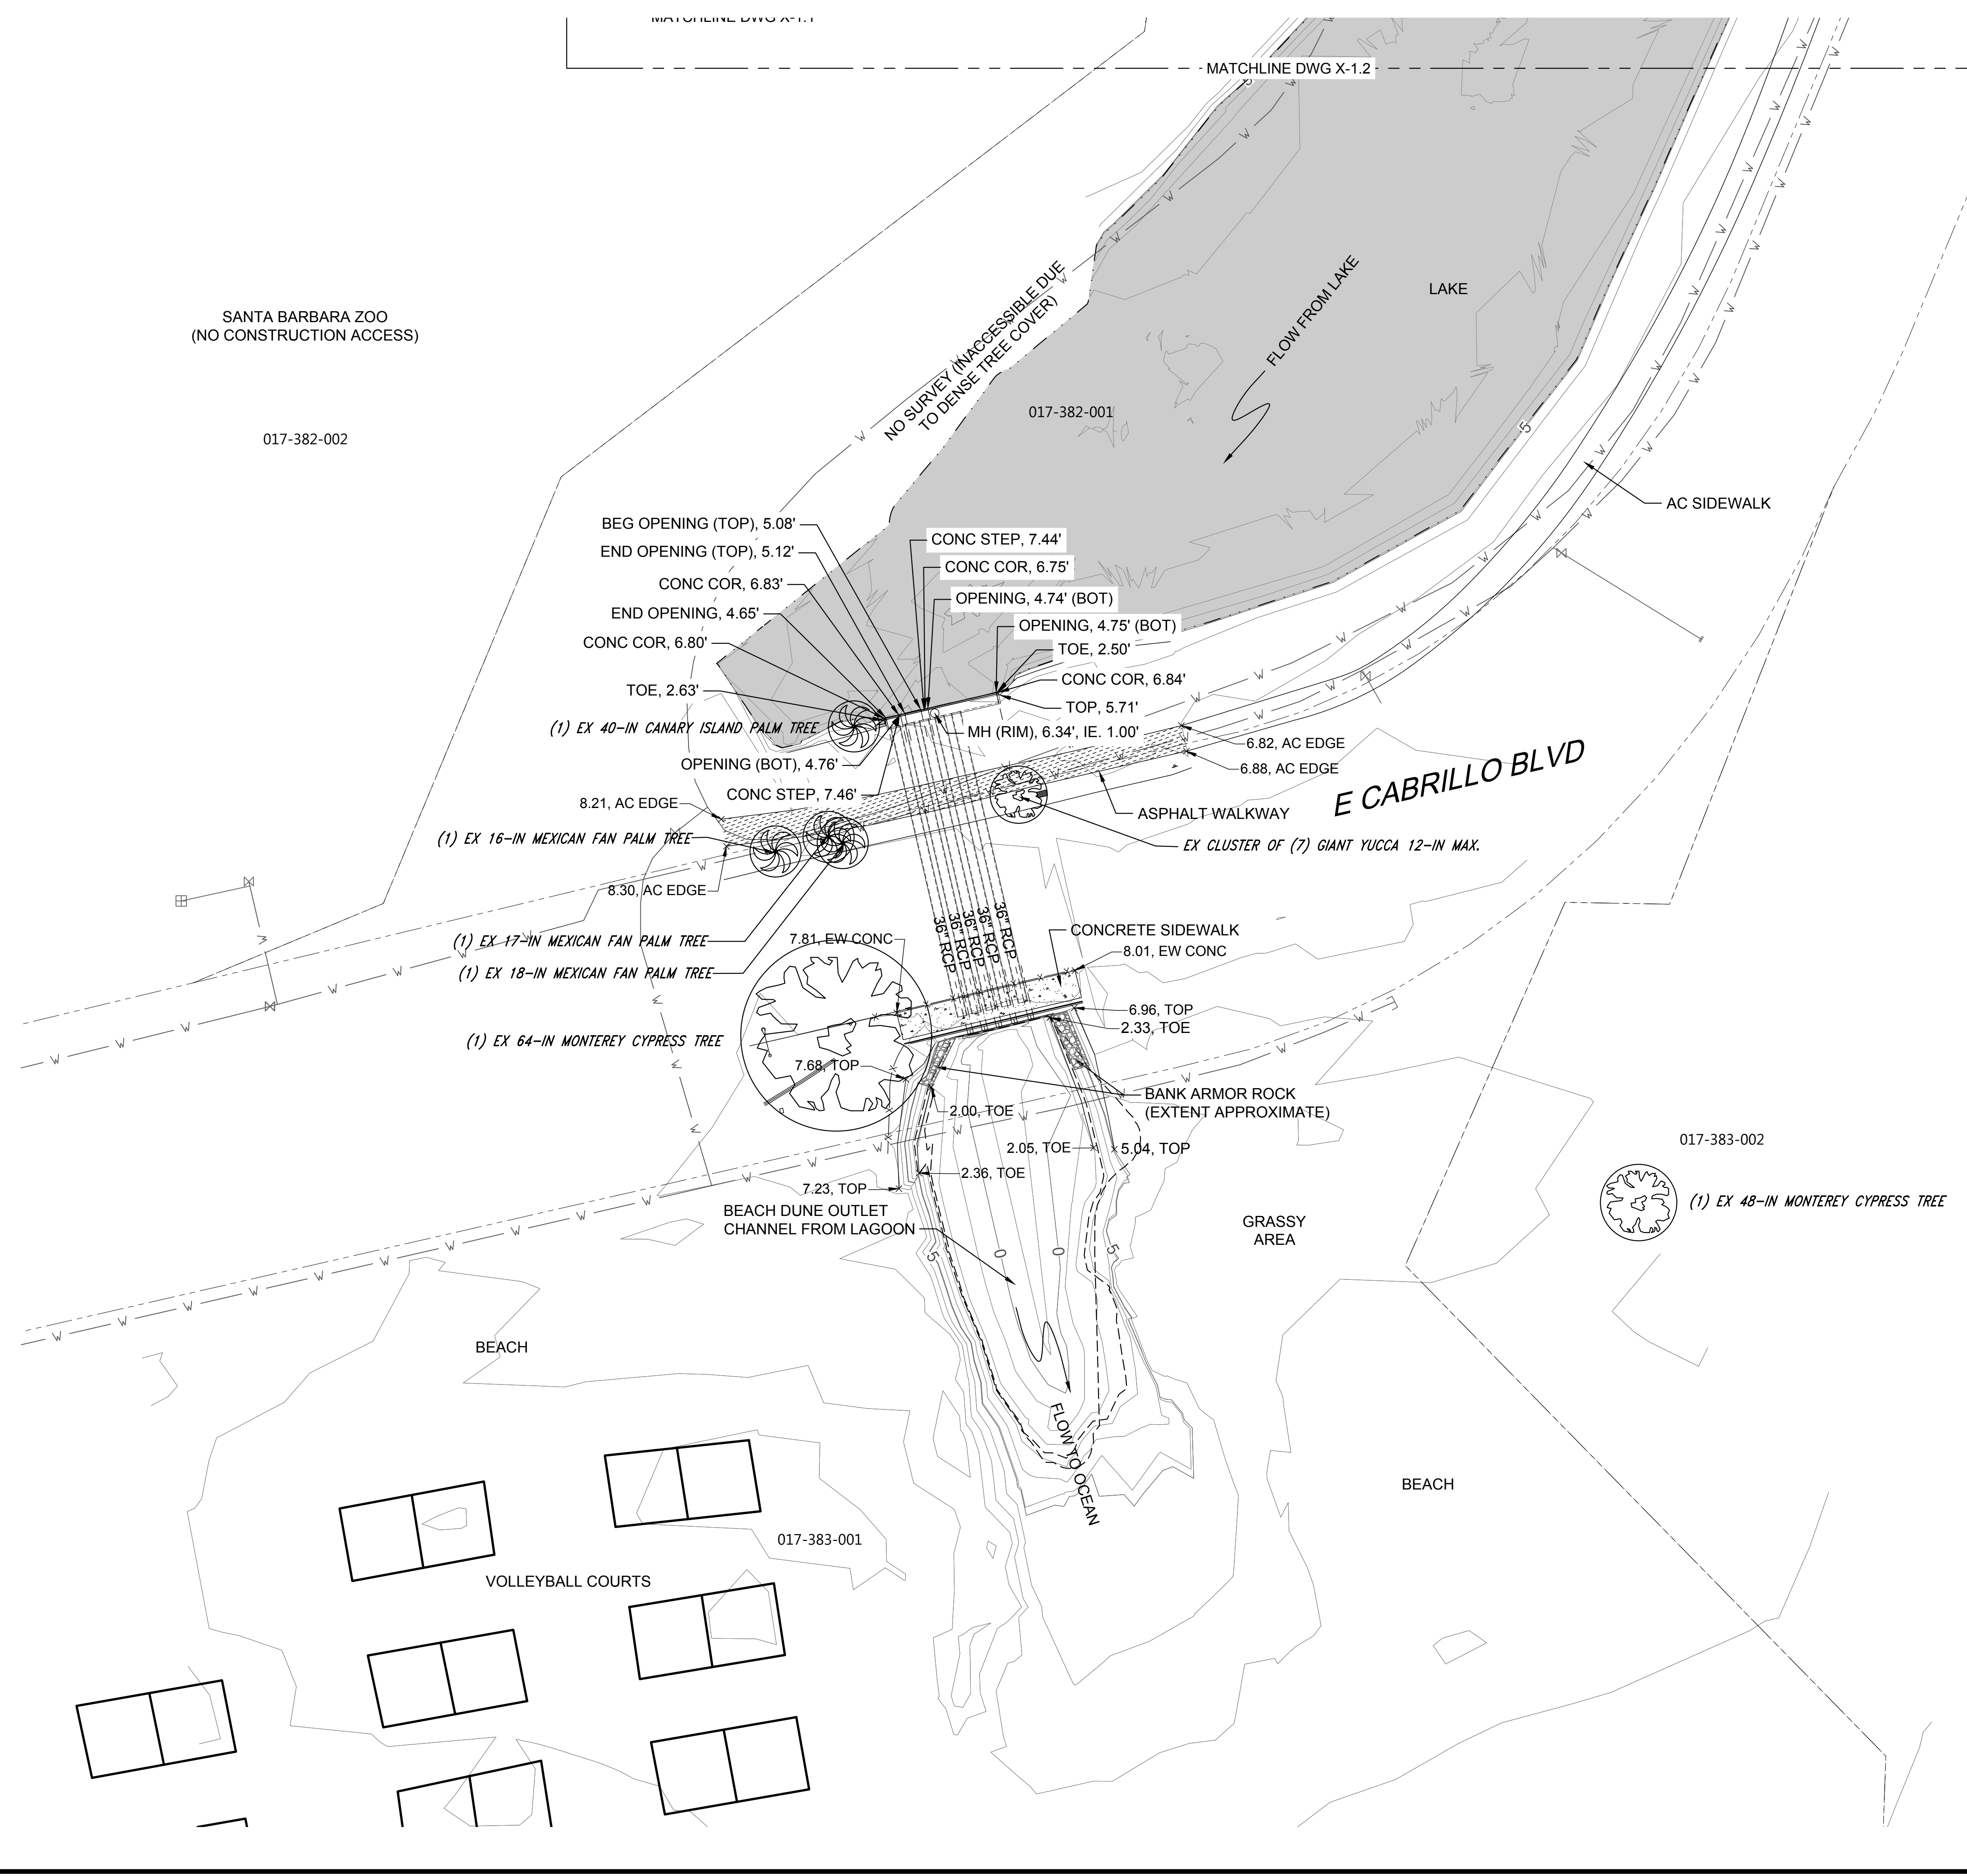 MATCHLINE DWG X-1.1
MATCHLINE DWG X-1.2
SANTA BARBARA ZOO
(NO CONSTRUCTION ACCESS)
017-382-002
NO SURVEY (INACCESSIBLE DUE
TO DENSE TREE COVER)
FLOW FROM LAKE
LAKE
017-382-001
5
5
AC SIDEWALK
BEG OPENING (TOP), 5.08'
END OPENING (TOP), 5.12'
CONC COR, 6.83'
END OPENING, 4.65'
CONC COR, 6.80'
TOE, 2.63'
(1) EX 40-IN CANARY ISLAND PALM TREE
OPENING (BOT), 4.76'
CONC STEP, 7.46'
CONC STEP, 7.44'
CONC COR, 6.75'
OPENING, 4.74' (BOT)
OPENING, 4.75' (BOT)
TOE, 2.50'
CONC COR, 6.84'
TOP, 5.71'
MH (RIM), 6.34', IE. 1.00'
6.82, AC EDGE
6.88, AC EDGE
E CABRILLO BLVD
8.21, AC EDGE
ASPHALT WALKWAY
(1) EX 16-IN MEXICAN FAN PALM TREE
EX CLUSTER OF (7) GIANT YUCCA 12-IN MAX.
8.30, AC EDGE
(1) EX 17-IN MEXICAN FAN PALM TREE
(1) EX 18-IN MEXICAN FAN PALM TREE
36" RCP
36" RCP
36" RCP
36" RCP
36" RCP
7.81, EW CONC
CONCRETE SIDEWALK
8.01, EW CONC
6.96, TOP
2.33, TOE
(1) EX 64-IN MONTEREY CYPRESS TREE
7.68, TOP
BANK ARMOR ROCK
(EXTENT APPROXIMATE)
2.00, TOE
2.05, TOE
5.04, TOP
2.36, TOE
7.23, TOP
017-383-002
(1) EX 48-IN MONTEREY CYPRESS TREE
BEACH DUNE OUTLET
CHANNEL FROM LAGOON
GRASSY
AREA
5
0
0
5
BEACH
FLOW TO OCEAN
BEACH
017-383-001
VOLLEYBALL COURTS